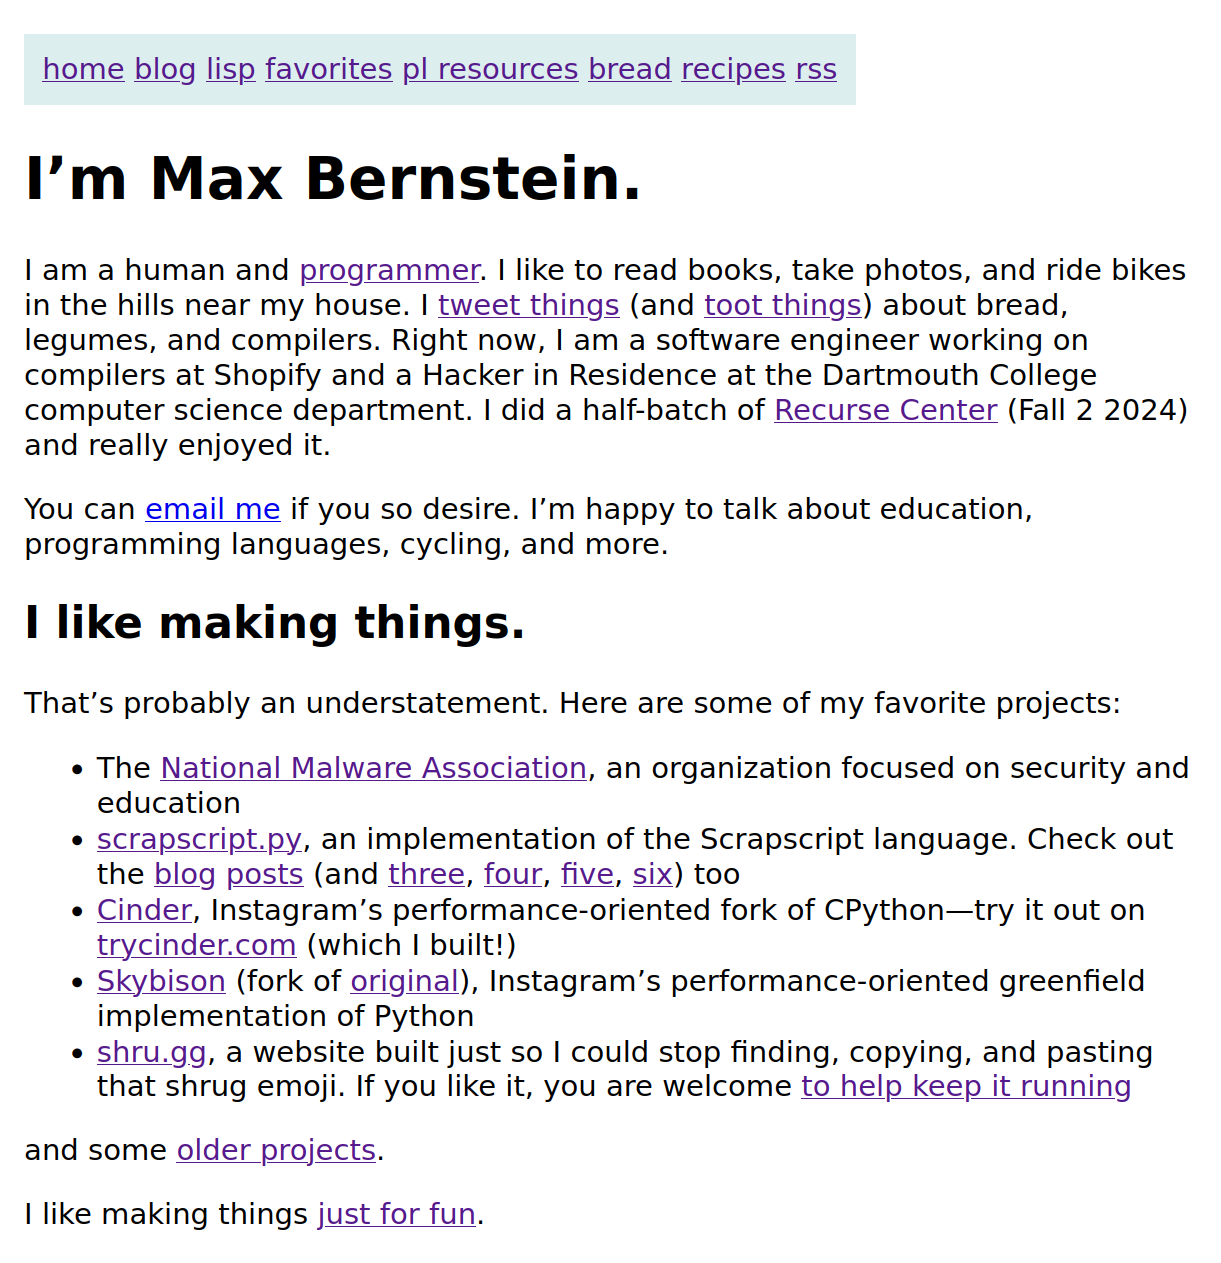 home blog lisp favorites pl resources bread recipes rss
I’m Max Bernstein.
I am a human and programmer. I like to read books, take photos, and ride bikes
in the hills near my house. I tweet things (and toot things) about bread,
legumes, and compilers. Right now, I am a software engineer working on
compilers at Shopify and a Hacker in Residence at the Dartmouth College
computer science department. I did a half-batch of Recurse Center (Fall 2 2024)
and really enjoyed it.
You can email me if you so desire. I’m happy to talk about education,
programming languages, cycling, and more.
I like making things.
That’s probably an understatement. Here are some of my favorite projects:
• The National Malware Association, an organization focused on security and
education
• scrapscript.py, an implementation of the Scrapscript language. Check out
the blog posts (and three, four, five, six) too
• Cinder, Instagram’s performance-oriented fork of CPython—try it out on
trycinder.com (which I built!)
• Skybison (fork of original), Instagram’s performance-oriented greenfield
implementation of Python
• shru.gg, a website built just so I could stop finding, copying, and pasting
that shrug emoji. If you like it, you are welcome to help keep it running
and some older projects.
I like making things just for fun.